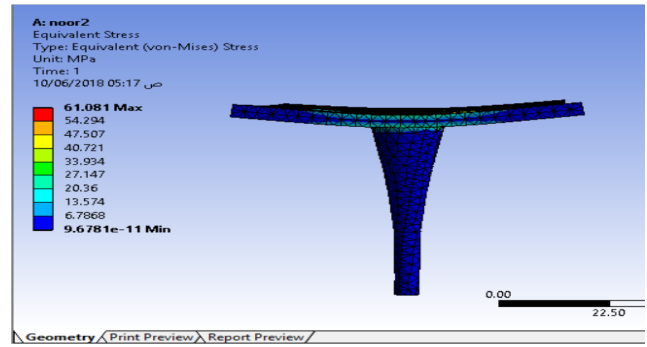 A: noor2
Equivalent Stress
Type: Equivalent (von-Mises) Stress
Unit: MPa
Time: 1
10/06/2018 05:17 ص
61.081 Max
54.294
47.507
40.721
33.934
27.147
20.36
13.574
6.7868
9.6781e-11 Min
0.00
22.50
Geometry Print Preview Report Preview